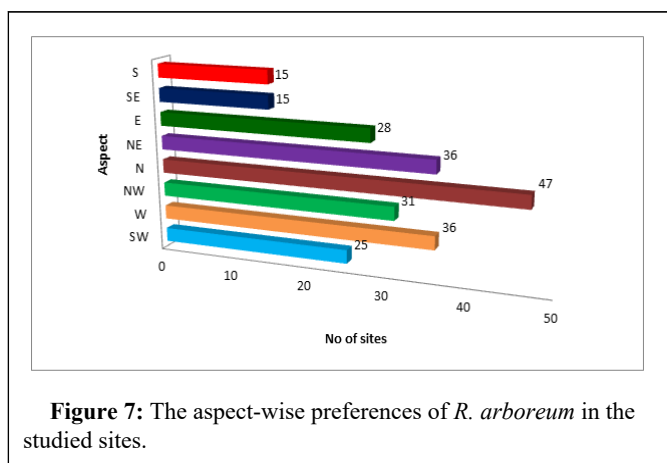 S
15
SE
15
E
28
NE
36
N
47
NW
31
W
36
SW
25
Aspect
0
10
20
30
40
50
No of sites
Figure 7: The aspect-wise preferences of R. arboreum in the
studied sites.